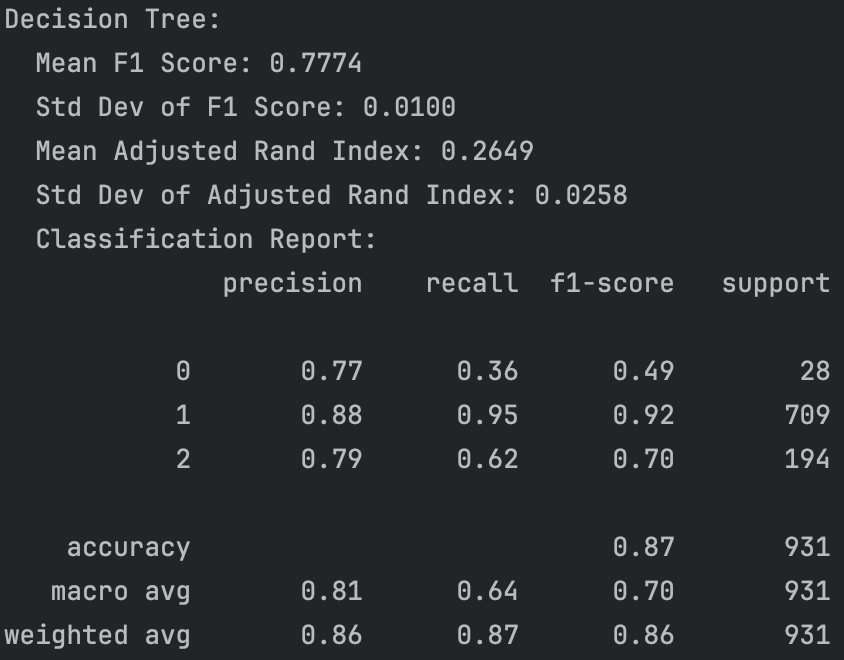 Decision Tree:
  Mean F1 Score: 0.7774
  Std Dev of F1 Score: 0.0100
  Mean Adjusted Rand Index: 0.2649
  Std Dev of Adjusted Rand Index: 0.0258
  Classification Report:
              precision    recall  f1-score   support

           0       0.77      0.36      0.49        28
           1       0.88      0.95      0.92       709
           2       0.79      0.62      0.70       194

    accuracy                           0.87       931
   macro avg       0.81      0.64      0.70       931
weighted avg       0.86      0.87      0.86       931